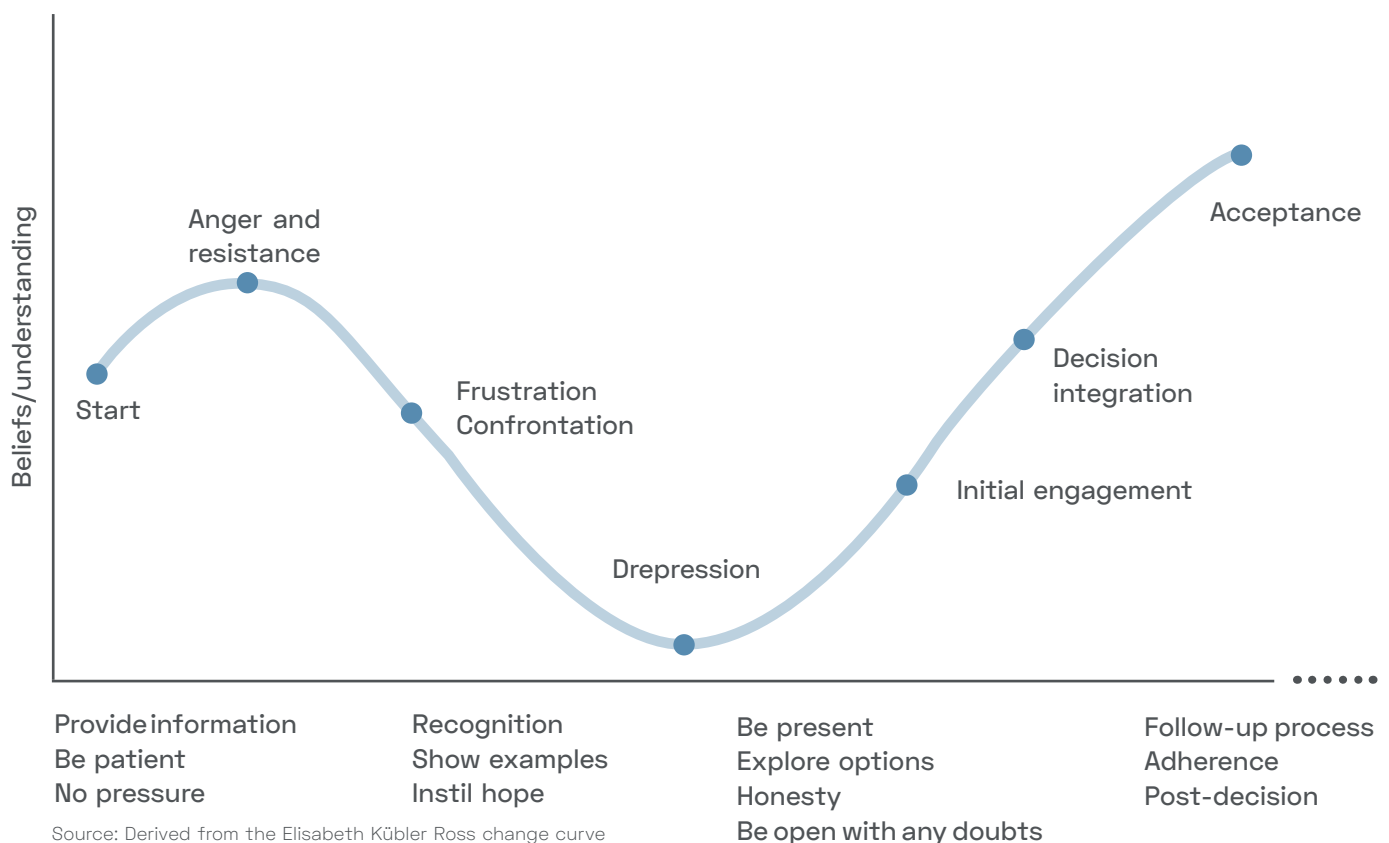 Beliefs/understanding
Anger and
resistance
Start
Frustration
Confrontation
Drepression
Initial engagement
Decision
integration
Acceptance
Provide information
Be patient
No pressure
Recognition
Show examples
Instil hope
Be present
Explore options
Honesty
Be open with any doubts
Follow-up process
Adherence
Post-decision
Source: Derived from the Elisabeth Kübler Ross change curve